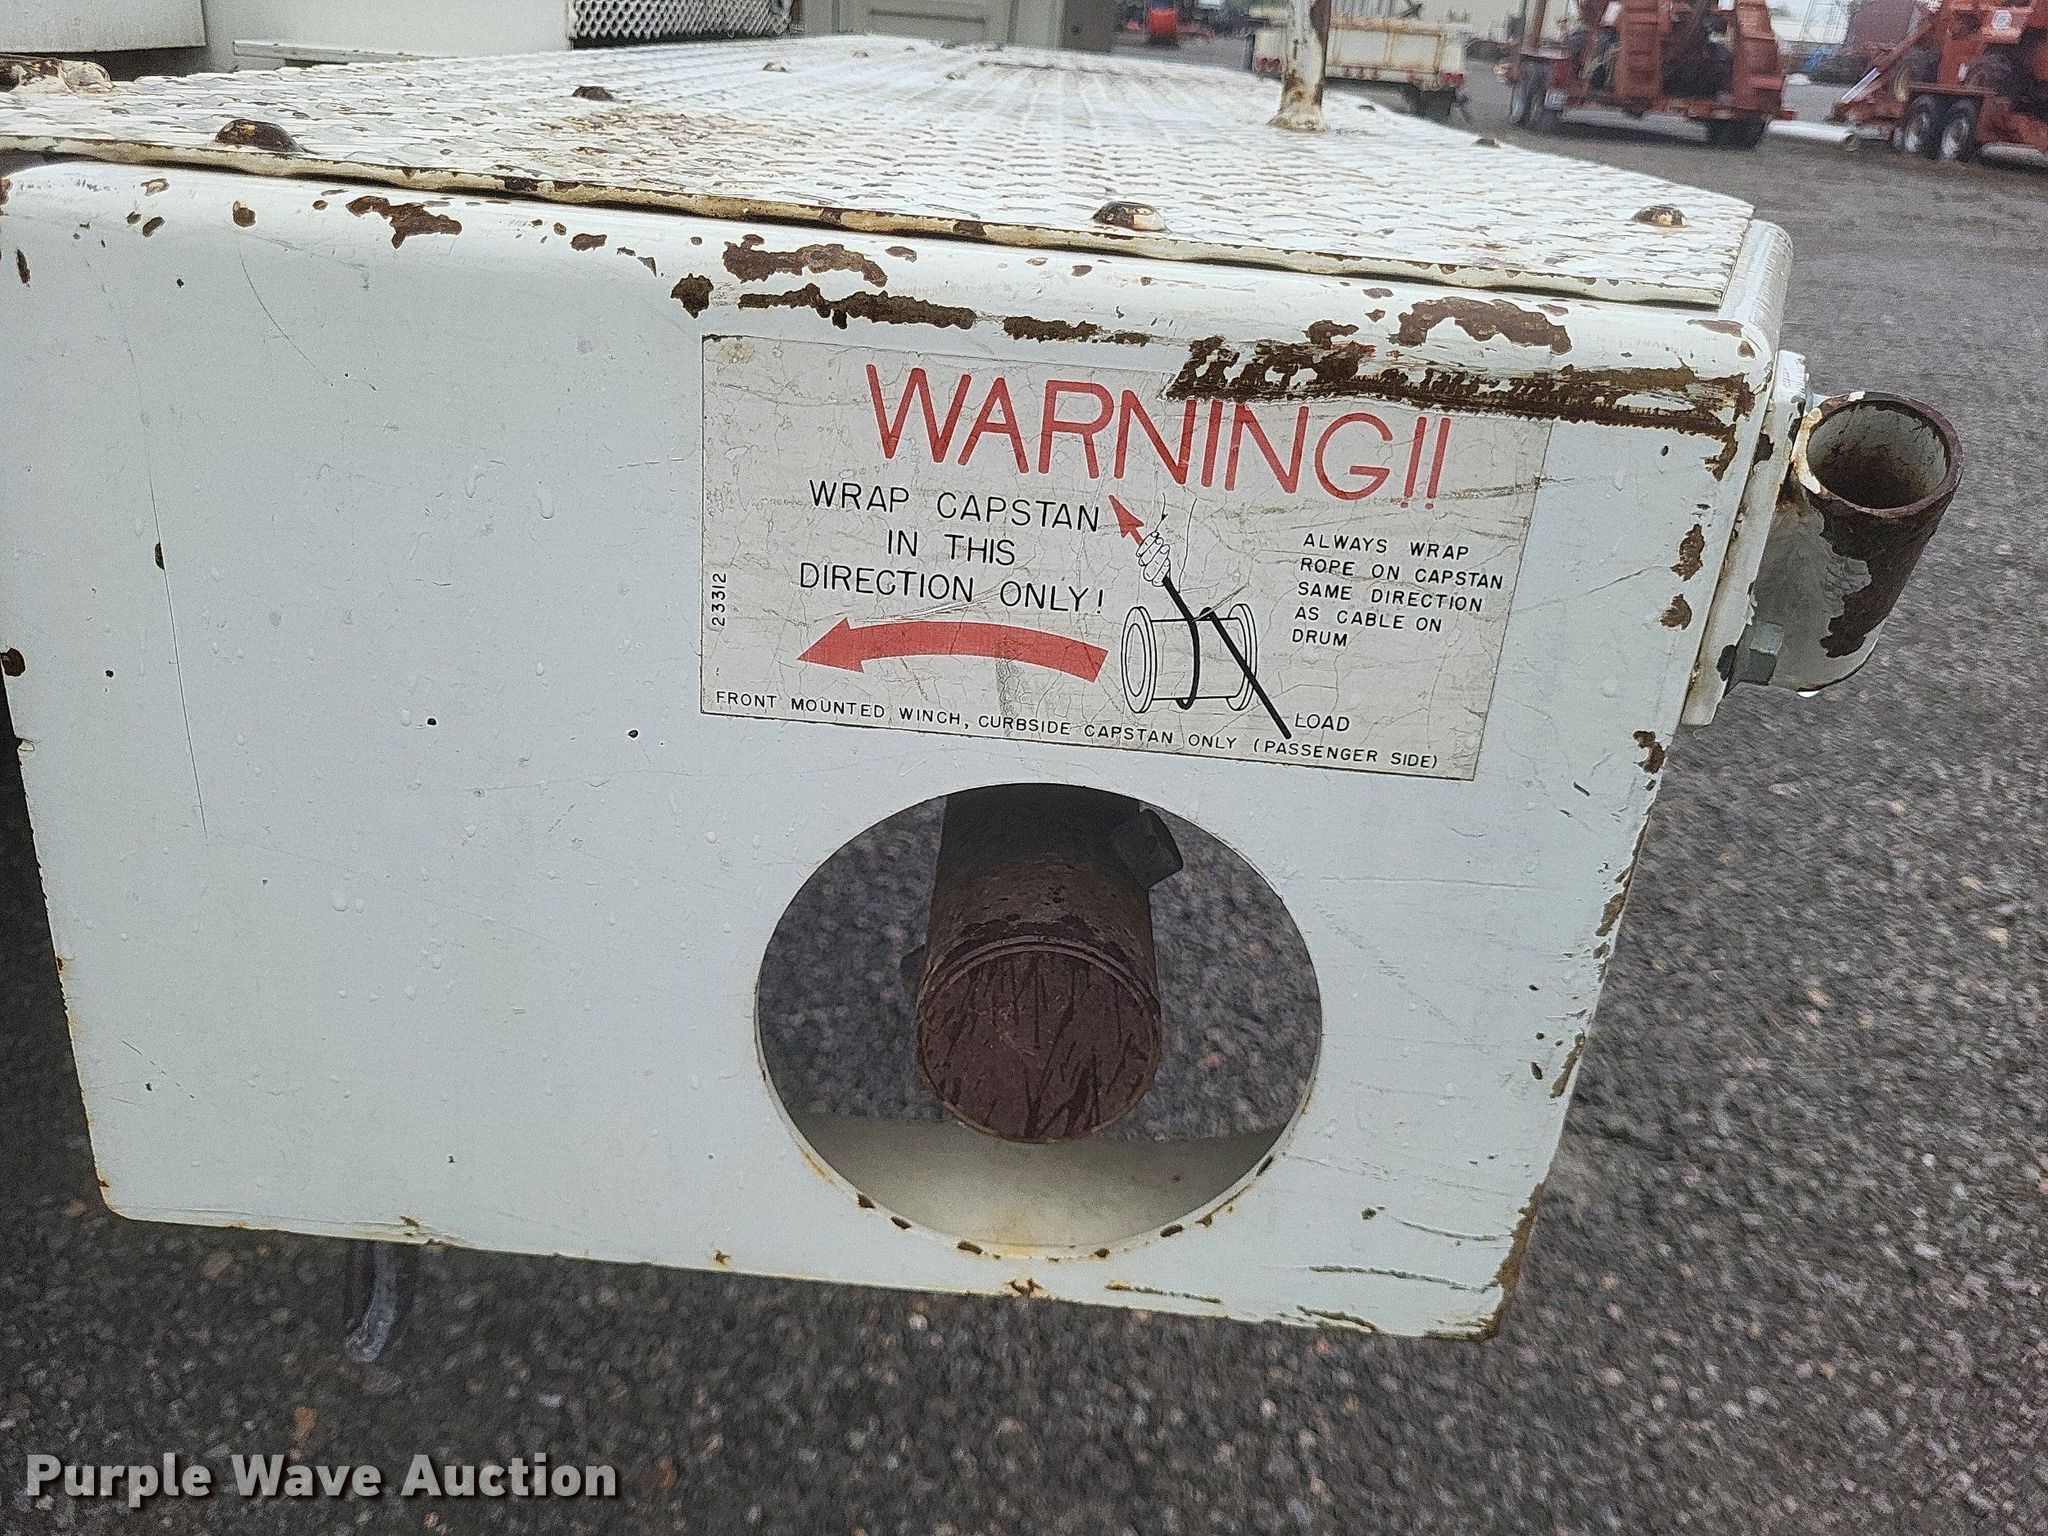 WARNING!!
WRAP CAPSTAN
IN THIS
DIRECTION ONLY!
ALWAYS WRAP
ROPE ON CAPSTAN
SAME DIRECTION
AS CABLE ON
DRUM
23312
LOAD
FRONT MOUNTED WINCH, CURBSIDE CAPSTAN ONLY (PASSENGER SIDE)
Purple Wave Auction